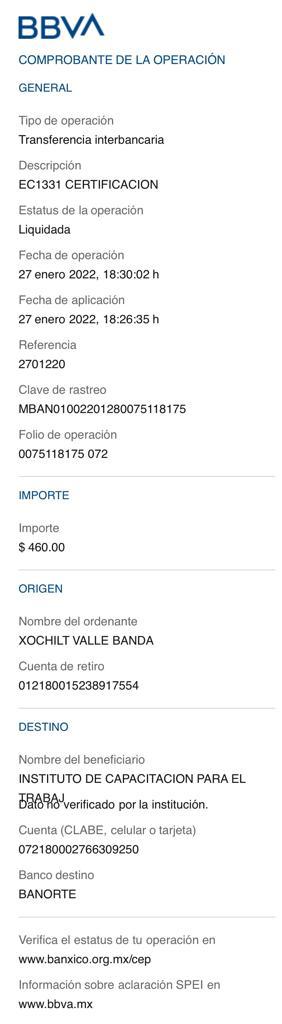 BBVA
COMPROBANTE DE LA OPERACIÓN
GENERAL
Tipo de operación
Transferencia interbancaria
Descripción
EC1331 CERTIFICACION
Estatus de la operación
Liquidada
Fecha de operación
27 enero 2022, 18:30:02 h
Fecha de aplicación
27 enero 2022, 18:26:35 h
Referencia
2701220
Clave de rastreo
MBAN01002201280075118175
Folio de operación
0075118175 072
IMPORTE
Importe
$ 460.00
ORIGEN
Nombre del ordenante
XOCHILT VALLE BANDA
Cuenta de retiro
012180015238917554
DESTINO
Nombre del beneficiario
INSTITUTO DE CAPACITACION PARA EL
TRABAJ
Dato no verificado por la institución.
Cuenta (CLABE, celular o tarjeta)
072180002766309250
Banco destino
BANORTE
Verifica el estatus de tu operación en
www.banxico.org.mx/cep
Información sobre aclaración SPEI en
www.bbva.mx